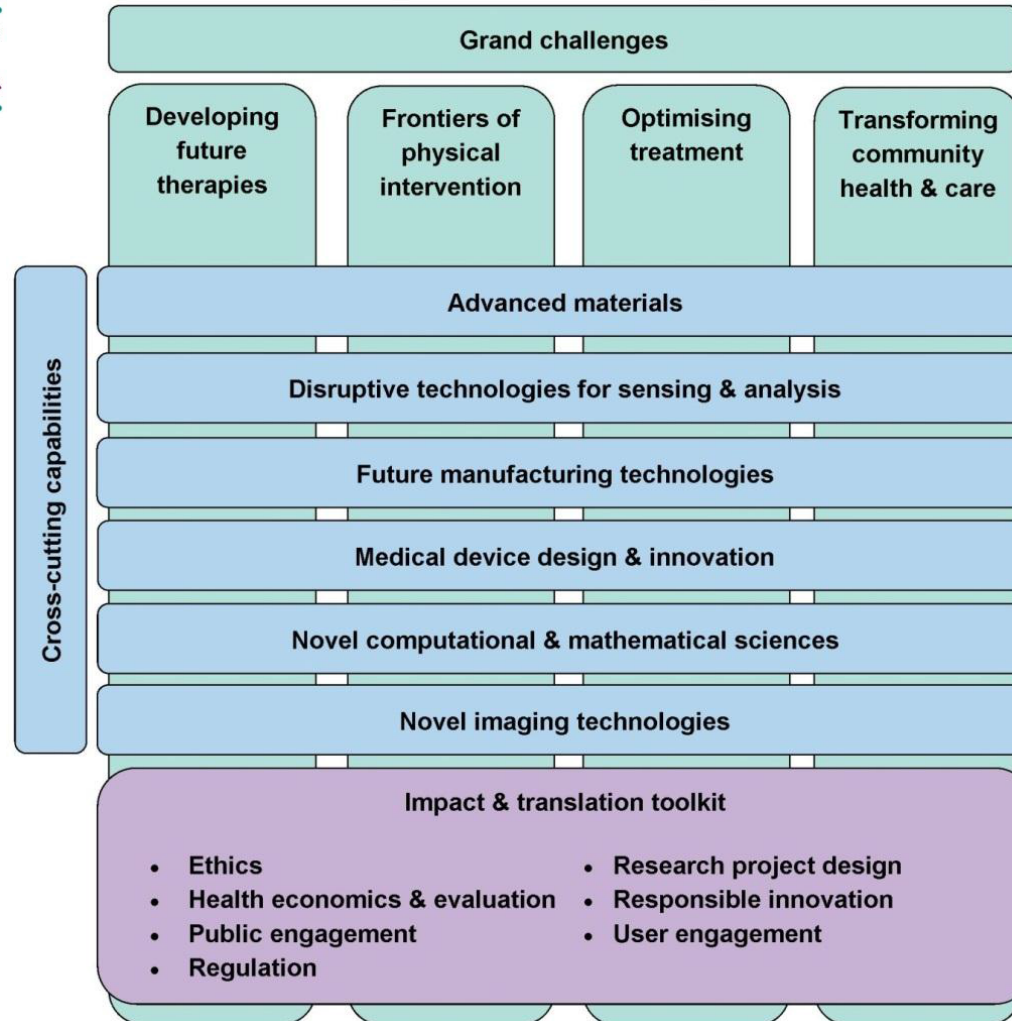 Grand challenges
Developing
future
therapies
Frontiers of
physical
intervention
Optimising
treatment
Transforming
community
health & care
Cross-cutting capabilities
Advanced materials
Disruptive technologies for sensing & analysis
Future manufacturing technologies
Medical device design & innovation
Novel computational & mathematical sciences
Novel imaging technologies
Impact & translation toolkit
• Ethics
• Health economics & evaluation
• Public engagement
• Regulation
• Research project design
• Responsible innovation
• User engagement